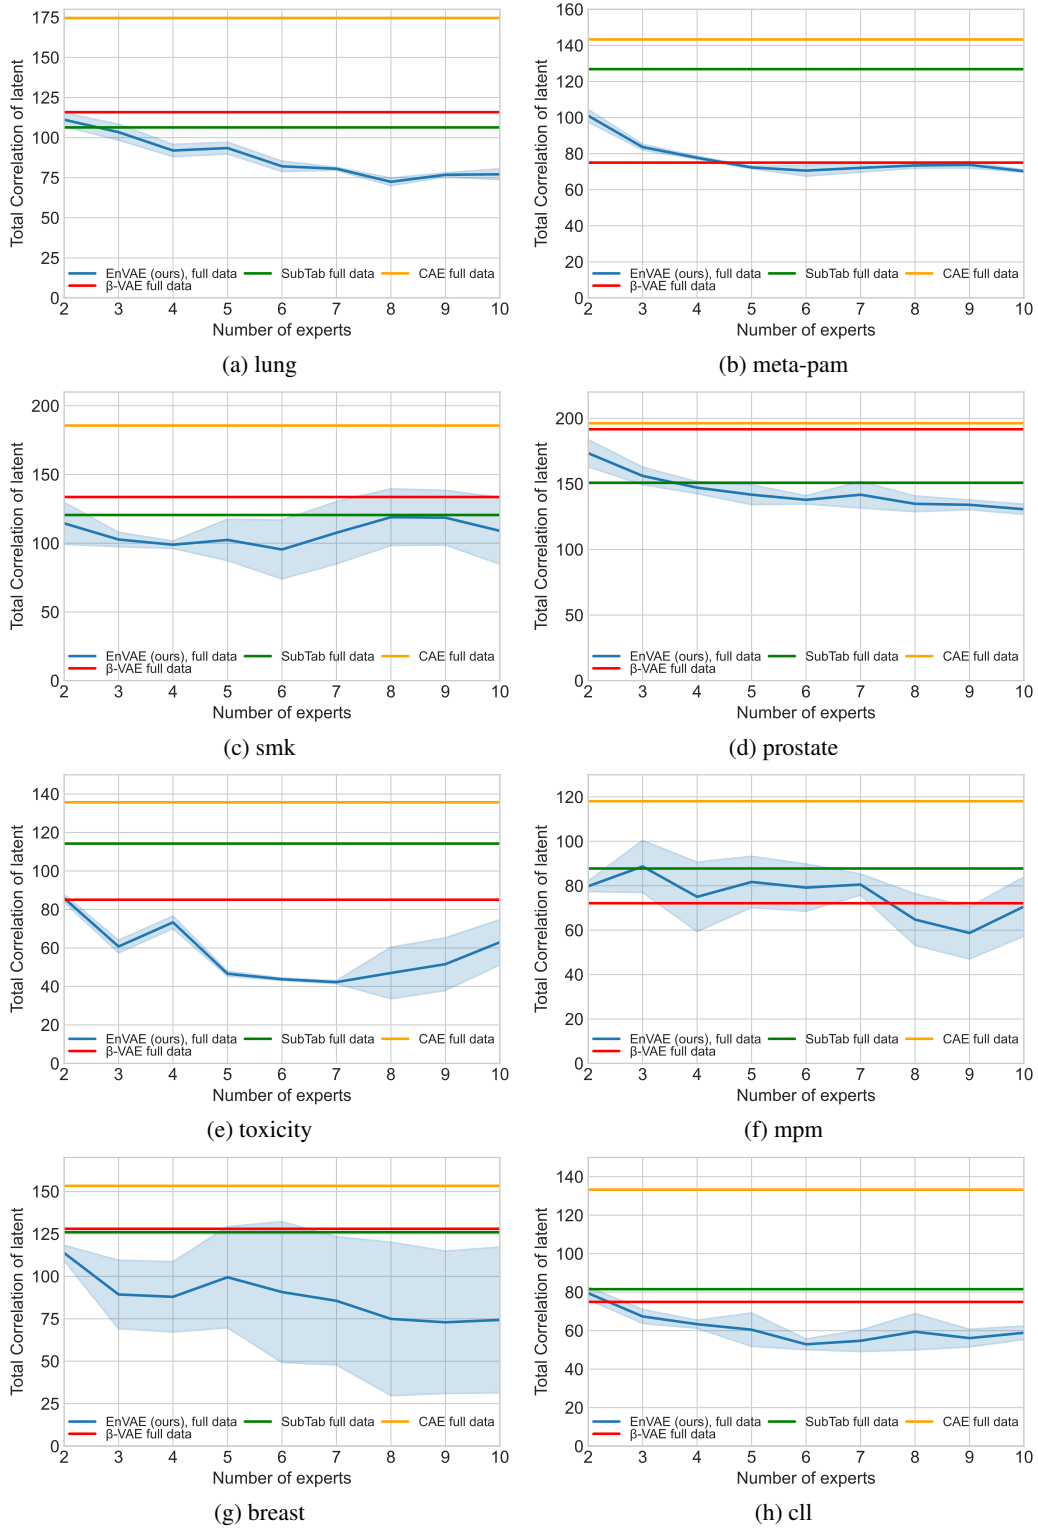 175
150
125
100
75
50
25
0
Total Correlation of latent
EnVAE (ours), full data SubTab full data CAE full data
β-VAE full data
2 3 4 5 6 7 8 9 10
Number of experts
(a) lung
160
140
120
100
80
60
40
20
0
Total Correlation of latent
EnVAE (ours), full data SubTab full data CAE full data
β-VAE full data
2 3 4 5 6 7 8 9 10
Number of experts
(b) meta-pam
200
150
100
50
0
Total Correlation of latent
EnVAE (ours), full data SubTab full data CAE full data
β-VAE full data
2 3 4 5 6 7 8 9 10
Number of experts
(c) smk
200
150
100
50
0
Total Correlation of latent
EnVAE (ours), full data SubTab full data CAE full data
β-VAE full data
2 3 4 5 6 7 8 9 10
Number of experts
(d) prostate
140
120
100
80
60
40
20
0
Total Correlation of latent
EnVAE (ours), full data SubTab full data CAE full data
β-VAE full data
2 3 4 5 6 7 8 9 10
Number of experts
(e) toxicity
120
100
80
60
40
20
0
Total Correlation of latent
EnVAE (ours), full data SubTab full data CAE full data
β-VAE full data
2 3 4 5 6 7 8 9 10
Number of experts
(f) mpm
150
125
100
75
50
25
0
Total Correlation of latent
EnVAE (ours), full data SubTab full data CAE full data
β-VAE full data
2 3 4 5 6 7 8 9 10
Number of experts
(g) breast
140
120
100
80
60
40
20
0
Total Correlation of latent
EnVAE (ours), full data SubTab full data CAE full data
β-VAE full data
2 3 4 5 6 7 8 9 10
Number of experts
(h) cll